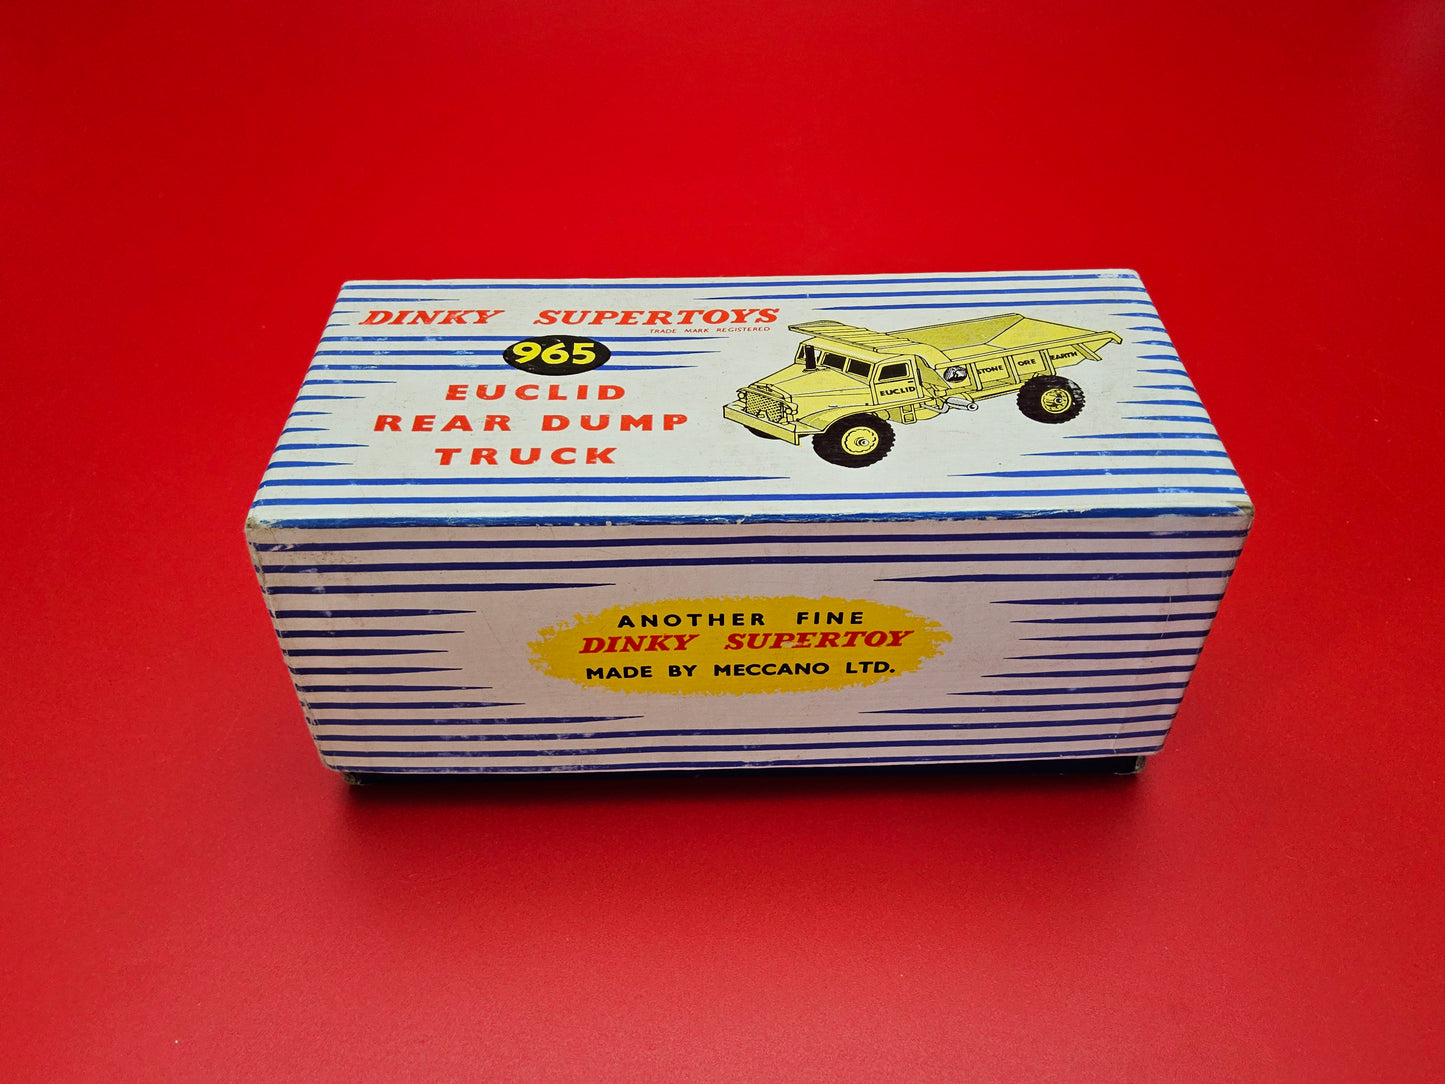 DINKY SUPERTOYS
TRADE MARK REGISTERED
965
EUCLID
REAR DUMP
TRUCK
EUCLID
STONE ORE EARTH
ANOTHER FINE
DINKY SUPERTOY
MADE BY MECCANO LTD.